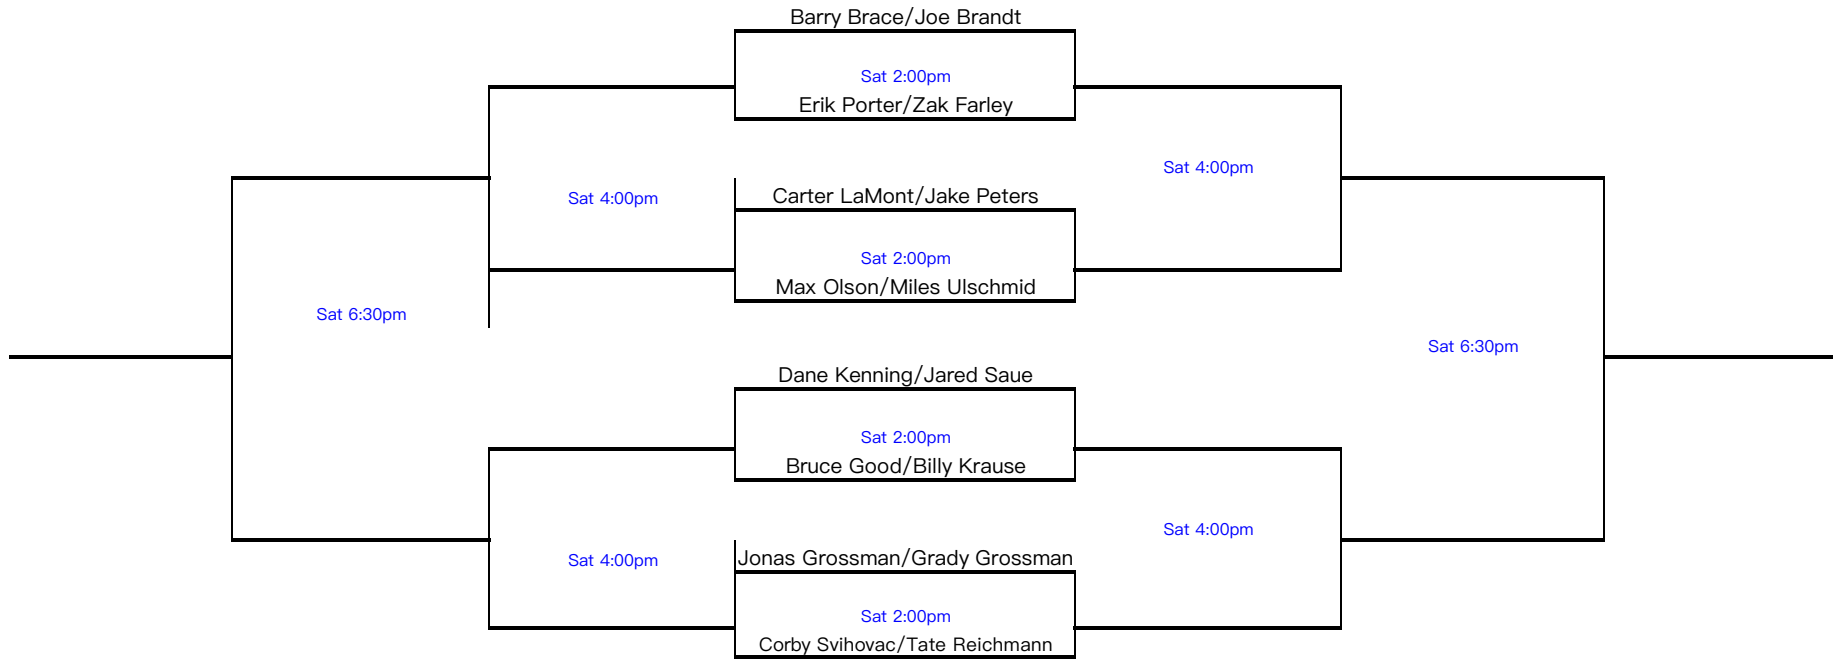 Barry Brace/Joe Brandt
Sat 2:00pm
Erik Porter/Zak Farley
Sat 4:00pm
Carter LaMont/Jake Peters
Sat 4:00pm
Sat 2:00pm
Max Olson/Miles Ulschmid
Sat 6:30pm
Sat 6:30pm
Dane Kenning/Jared Saue
Sat 2:00pm
Bruce Good/Billy Krause
Sat 4:00pm
Jonas Grossman/Grady Grossman
Sat 4:00pm
Sat 2:00pm
Corby Svihovac/Tate Reichmann